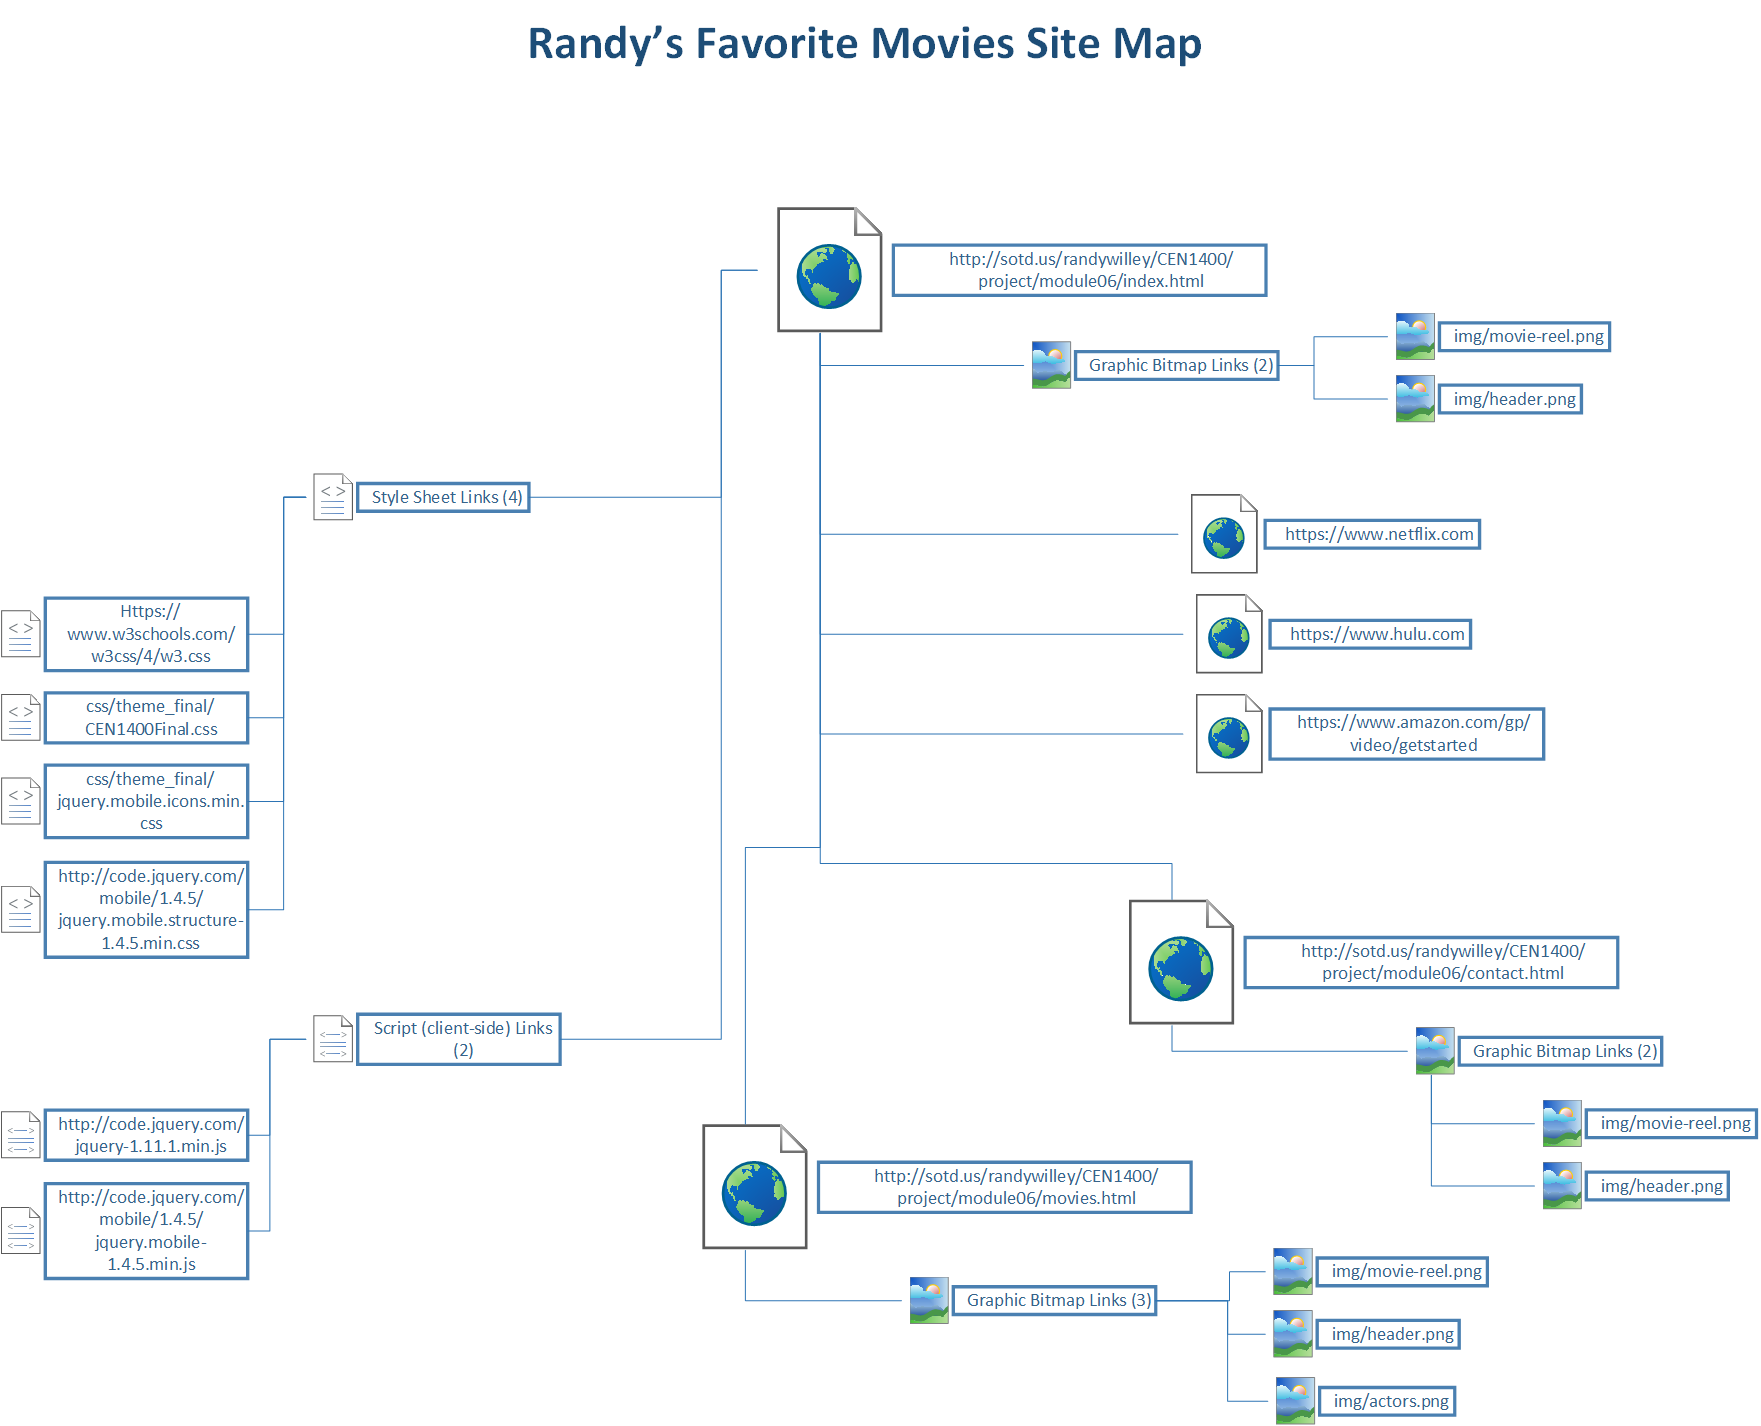 Randy’s Favorite Movies Site Map
http://sotd.us/randywilley/CEN1400/
project/module06/index.html
img/movie-reel.png
Graphic Bitmap Links (2)
img/header.png
Style Sheet Links (4)
https://www.netflix.com
Https://
www.w3schools.com/
w3css/4/w3.css
https://www.hulu.com
css/theme_final/
CEN1400Final.css
https://www.amazon.com/gp/
video/getstarted
css/theme_final/
jquery.mobile.icons.min.
css
http://code.jquery.com/
mobile/1.4.5/
jquery.mobile.structure-
1.4.5.min.css
http://sotd.us/randywilley/CEN1400/
project/module06/contact.html
Script (client-side) Links
(2)
Graphic Bitmap Links (2)
img/movie-reel.png
img/header.png
http://code.jquery.com/
jquery-1.11.1.min.js
http://code.jquery.com/
mobile/1.4.5/
jquery.mobile-
1.4.5.min.js
http://sotd.us/randywilley/CEN1400/
project/module06/movies.html
Graphic Bitmap Links (3)
img/movie-reel.png
img/header.png
img/actors.png